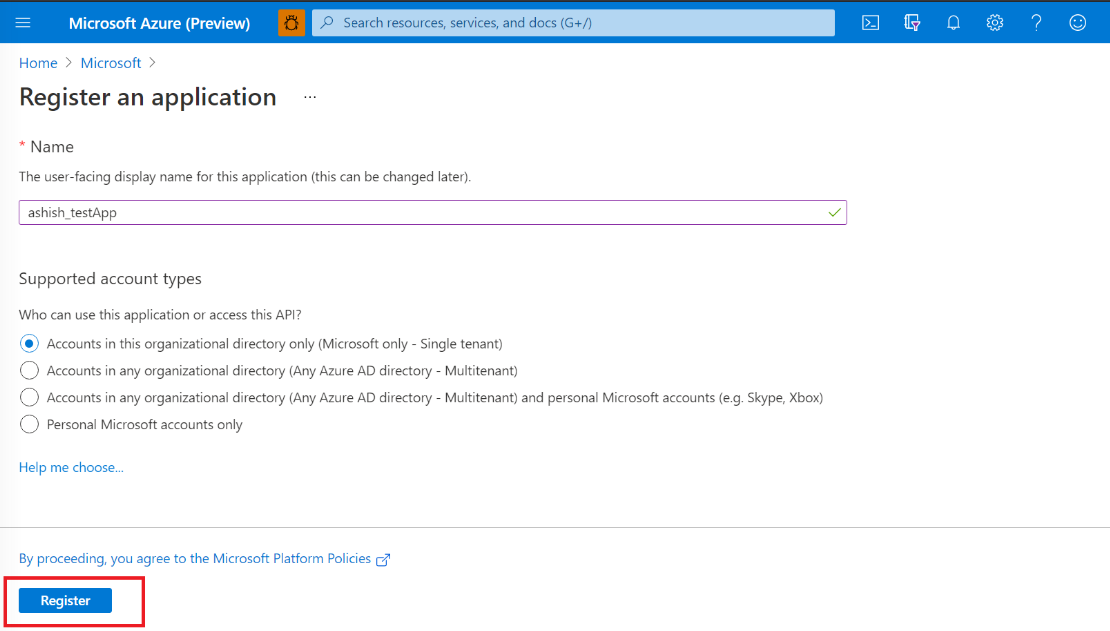 Microsoft Azure (Preview)
Search resources, services, and docs (G+/)
Home > Microsoft >
Register an application ...
* Name
The user-facing display name for this application (this can be changed later).
ashish_testApp
Supported account types
Who can use this application or access this API?
Accounts in this organizational directory only (Microsoft only - Single tenant)
Accounts in any organizational directory (Any Azure AD directory - Multitenant)
Accounts in any organizational directory (Any Azure AD directory - Multitenant) and personal Microsoft accounts (e.g. Skype, Xbox)
Personal Microsoft accounts only
Help me choose...
By proceeding, you agree to the Microsoft Platform Policies
Register